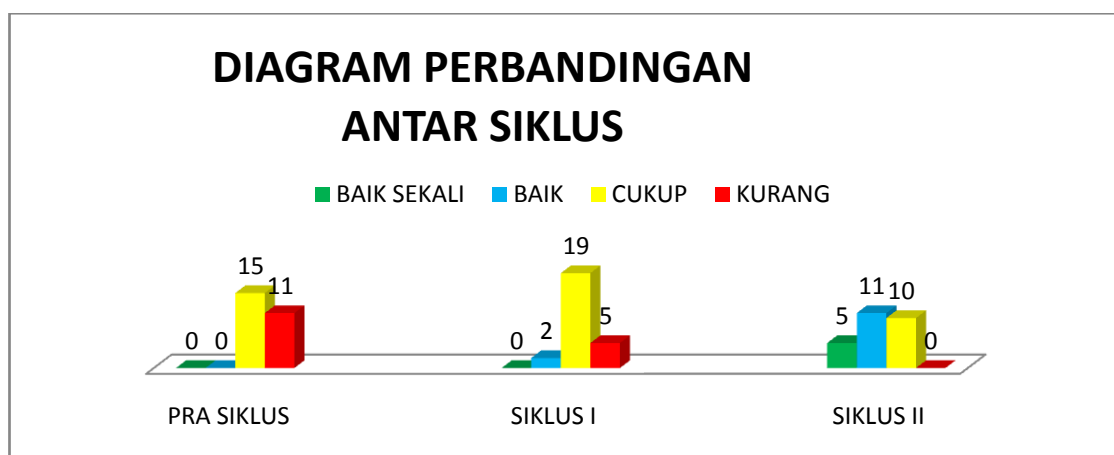 DIAGRAM PERBANDINGAN
ANTAR SIKLUS
BAIK SEKALI BAIK CUKUP KURANG
0 0 15 11 0 2 19 5 5 11 10 0
PRA SIKLUS SIKLUS I SIKLUS II